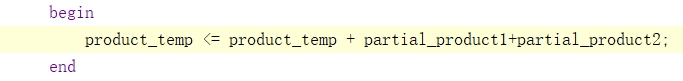 begin
product_temp <= product_temp + partial_product1+partial_product2;
end